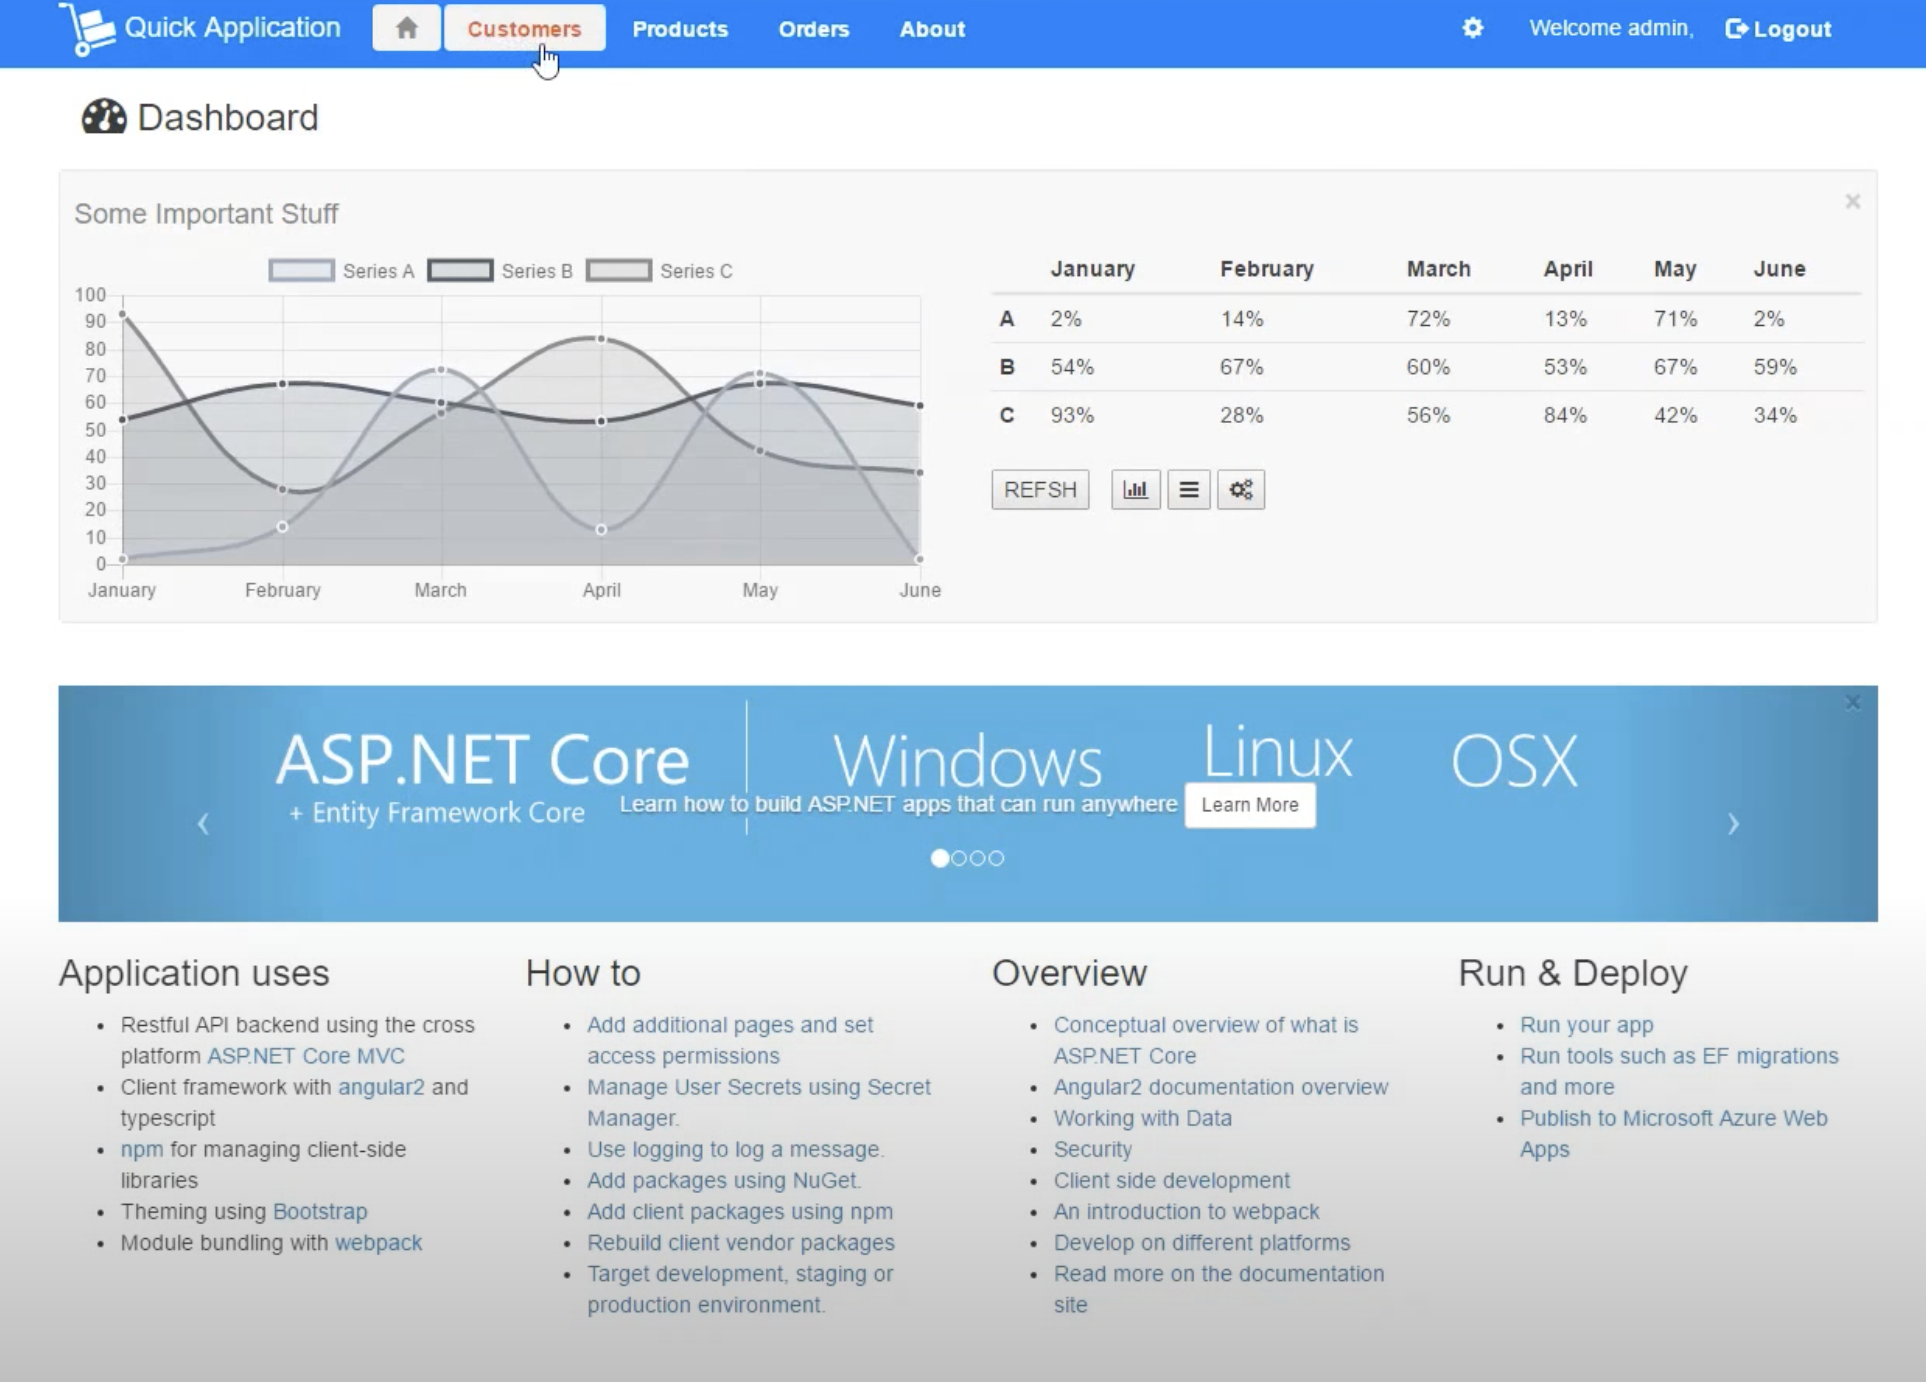 Quick Application
Customers
Products
Orders
About
Welcome admin,
Logout
Dashboard
Some Important Stuff
Series A
Series B
Series C
100
90
80
70
60
50
40
30
20
10
0
January
February
March
April
May
June
January February March April May June
A 2% 14% 72% 13% 71% 2%
B 54% 67% 60% 53% 67% 59%
C 93% 28% 56% 84% 42% 34%
REFSH
ASP.NET Core
+ Entity Framework Core
Windows
Linux
OSX
Learn how to build ASP.NET apps that can run anywhere
Learn More
Application uses
Restful API backend using the cross
platform ASP.NET Core MVC
Client framework with angular2 and
typescript
npm for managing client-side
libraries
Theming using Bootstrap
Module bundling with webpack
How to
Add additional pages and set
access permissions
Manage User Secrets using Secret
Manager.
Use logging to log a message.
Add packages using NuGet.
Add client packages using npm
Rebuild client vendor packages
Target development, staging or
production environment.
Overview
Conceptual overview of what is
ASP.NET Core
Angular2 documentation overview
Working with Data
Security
Client side development
An introduction to webpack
Develop on different platforms
Read more on the documentation
site
Run & Deploy
Run your app
Run tools such as EF migrations
and more
Publish to Microsoft Azure Web
Apps